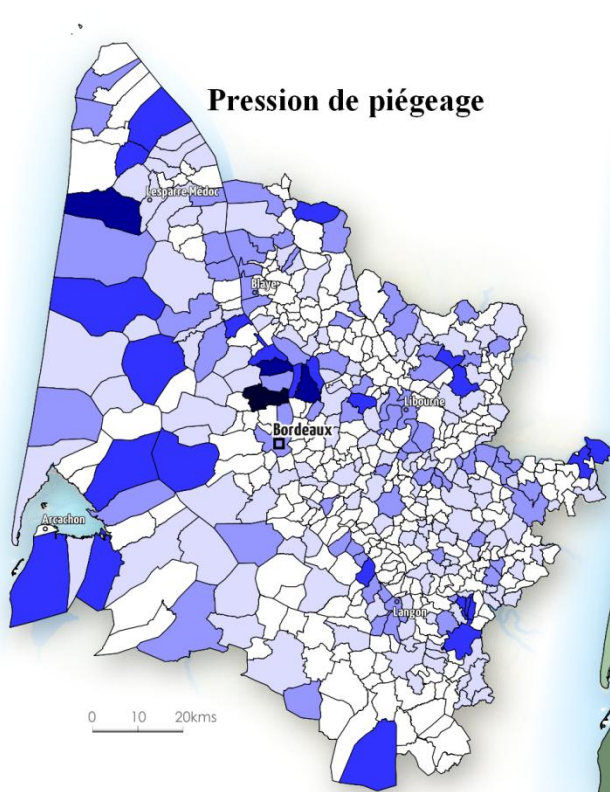 Pression de piégeage
Lesparre-Médoc
Blaye
Libourne
Bordeaux
Arcachon
Langon
0 10 20kms